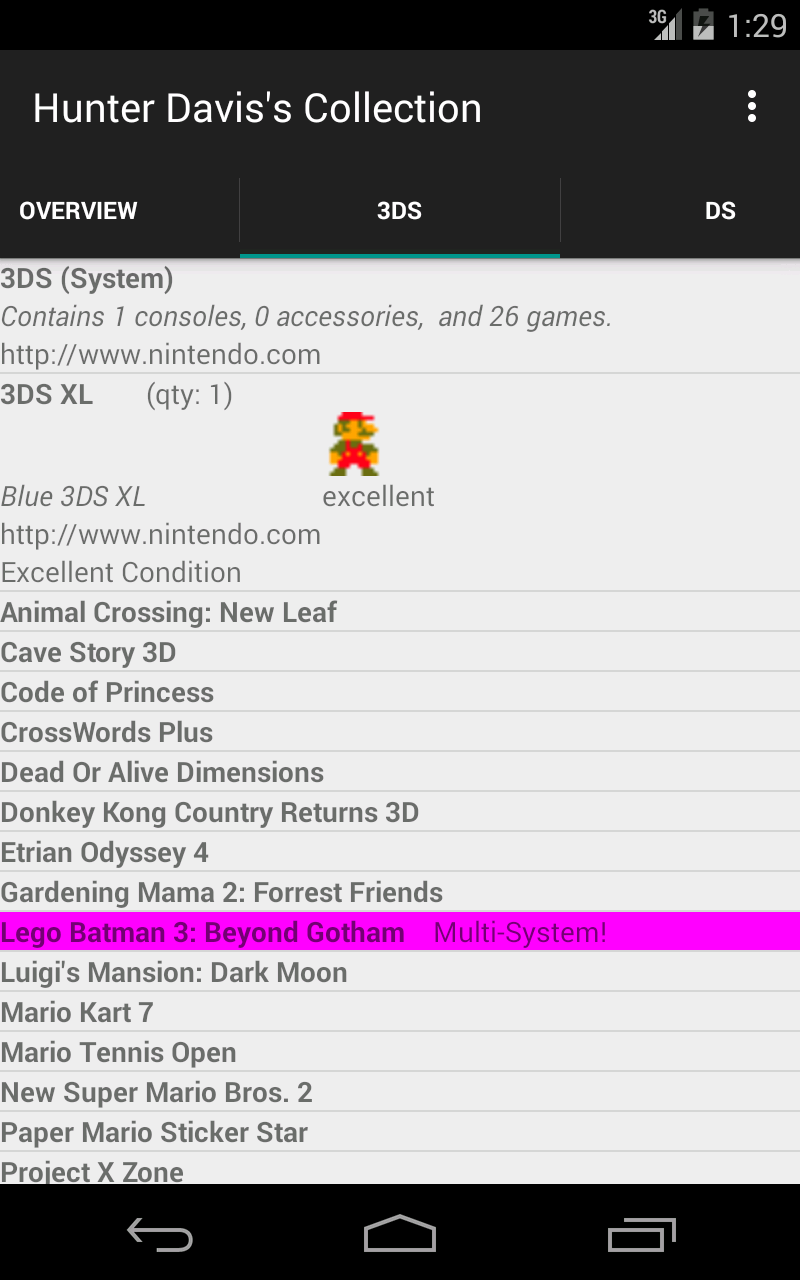 3G 1:29
Hunter Davis's Collection
OVERVIEW 3DS DS
3DS (System)
Contains 1 consoles, 0 accessories,  and 26 games.
http://www.nintendo.com
3DS XL (qty: 1)
Blue 3DS XL excellent
http://www.nintendo.com
Excellent Condition
Animal Crossing: New Leaf
Cave Story 3D
Code of Princess
CrossWords Plus
Dead Or Alive Dimensions
Donkey Kong Country Returns 3D
Etrian Odyssey 4
Gardening Mama 2: Forrest Friends
Lego Batman 3: Beyond Gotham Multi-System!
Luigi's Mansion: Dark Moon
Mario Kart 7
Mario Tennis Open
New Super Mario Bros. 2
Paper Mario Sticker Star
Project X Zone